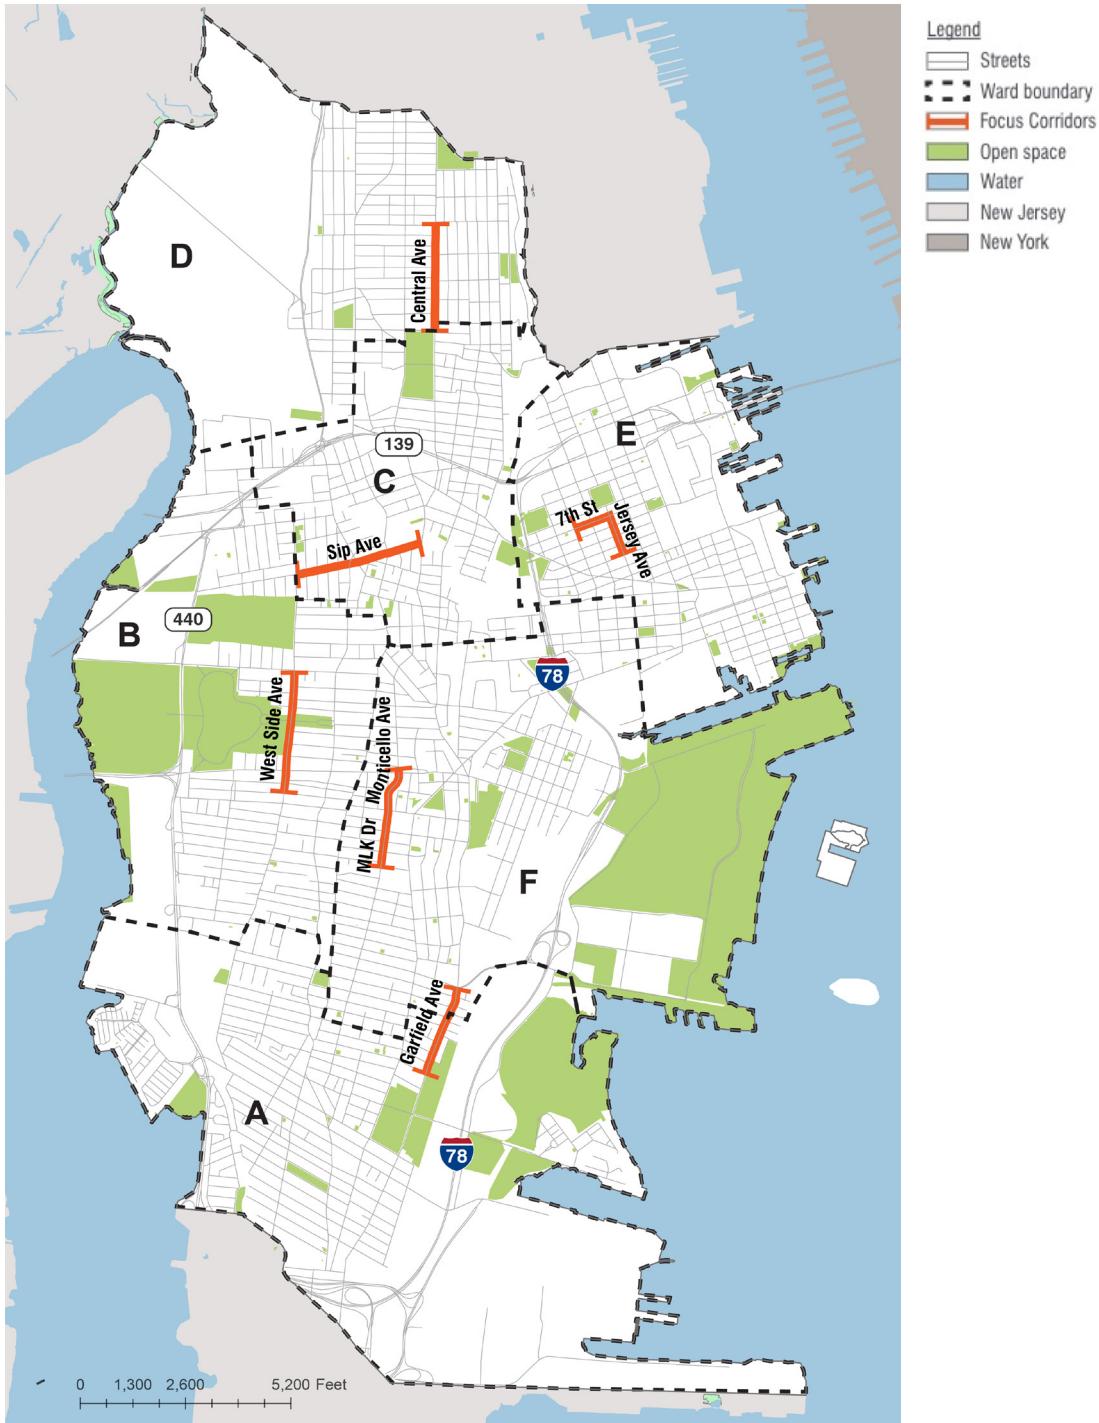 Legend
Streets
Ward boundary
Focus Corridors
Open space
Water
New Jersey
New York
D
Central Ave
E
139
C
7th St
Jersey Ave
Sip Ave
440
B
78
West Side Ave
Monticello Ave
MLK Dr
F
Garfield Ave
A
78
0 1,300 2,600 5,200 Feet